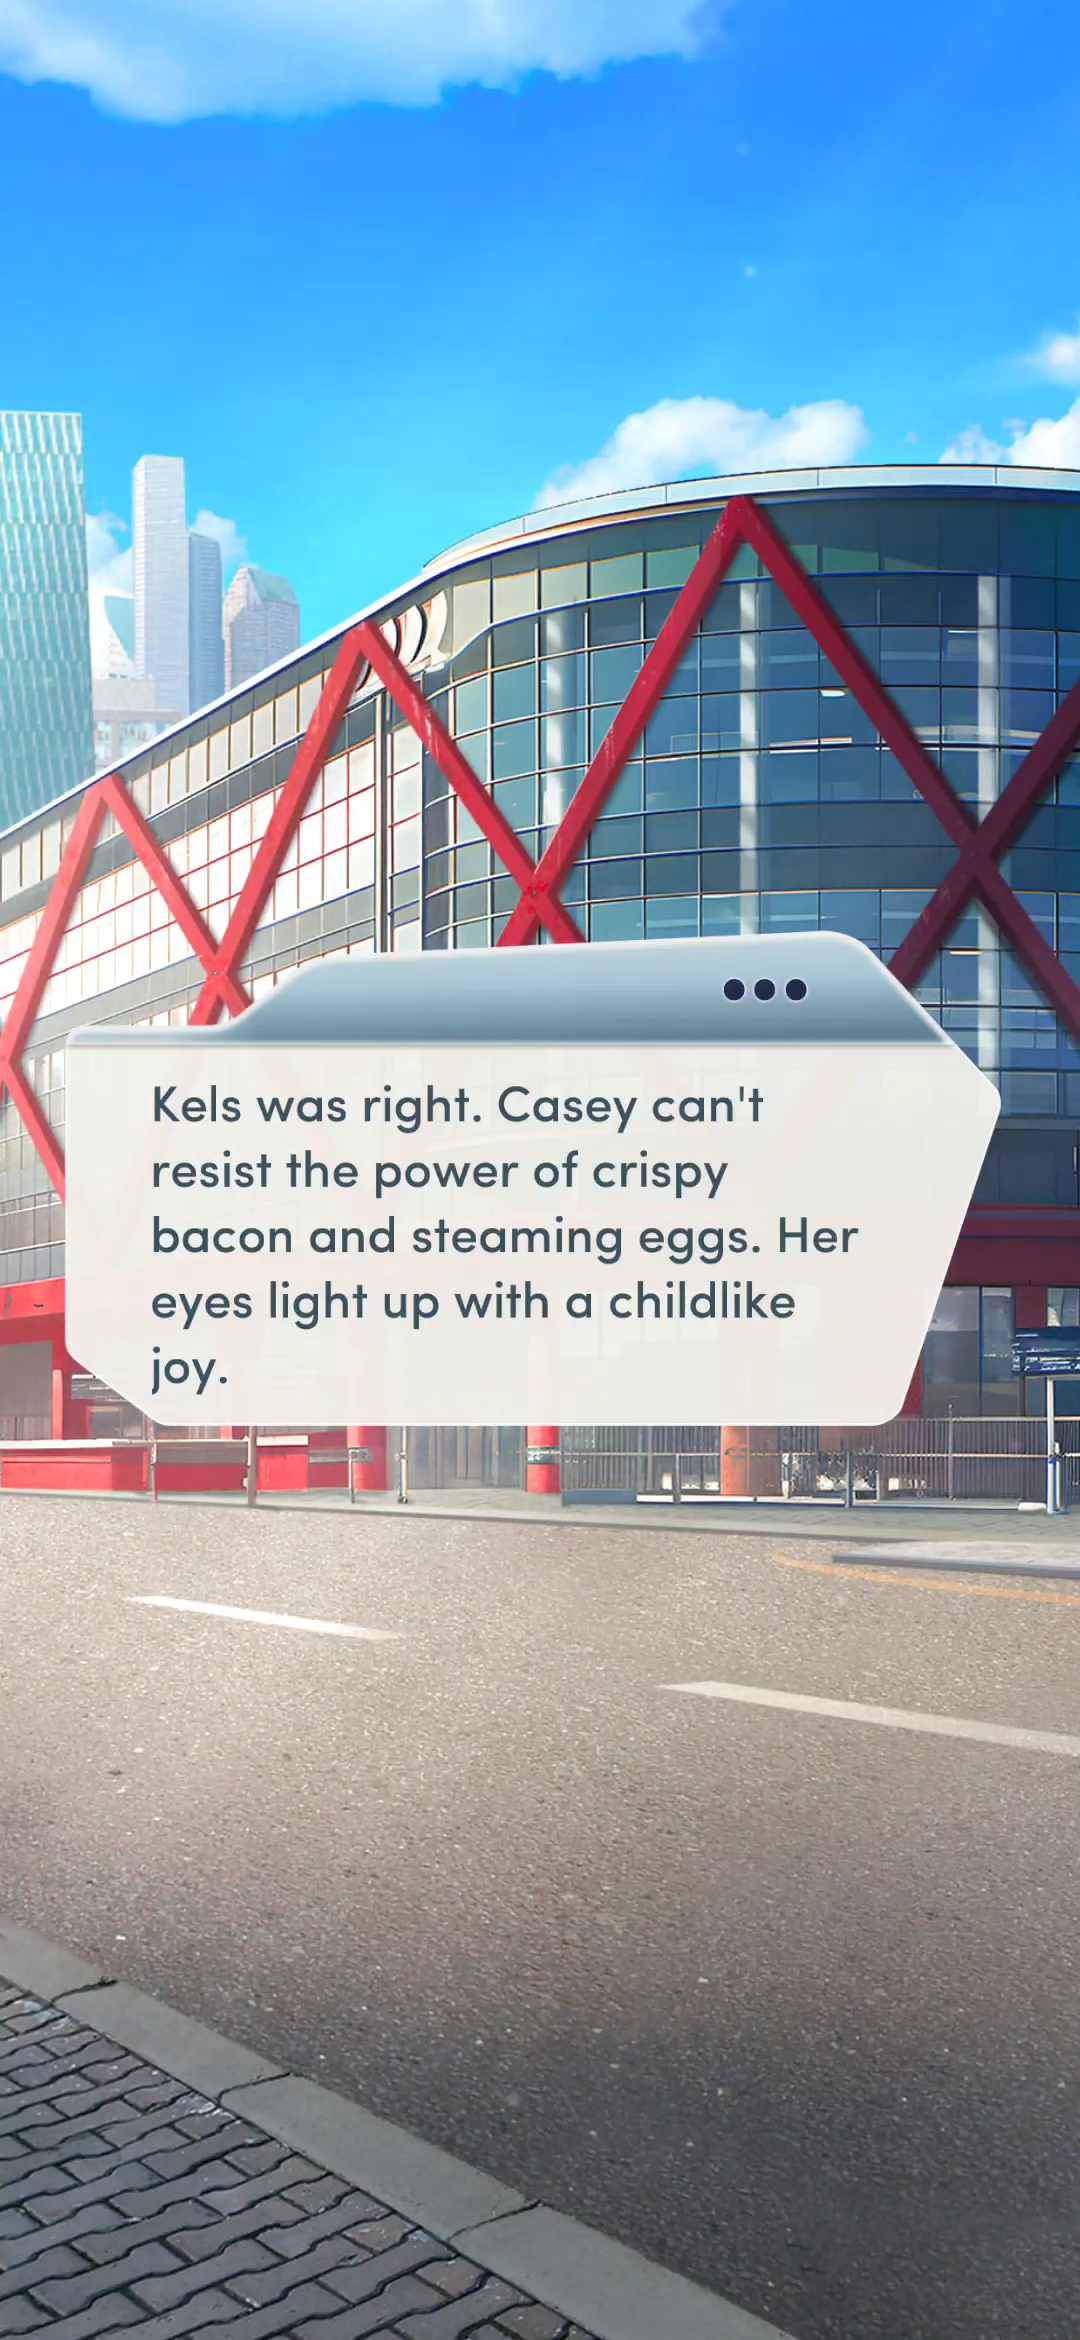 Kels was right. Casey can't
resist the power of crispy
bacon and steaming eggs. Her
eyes light up with a childlike
joy.